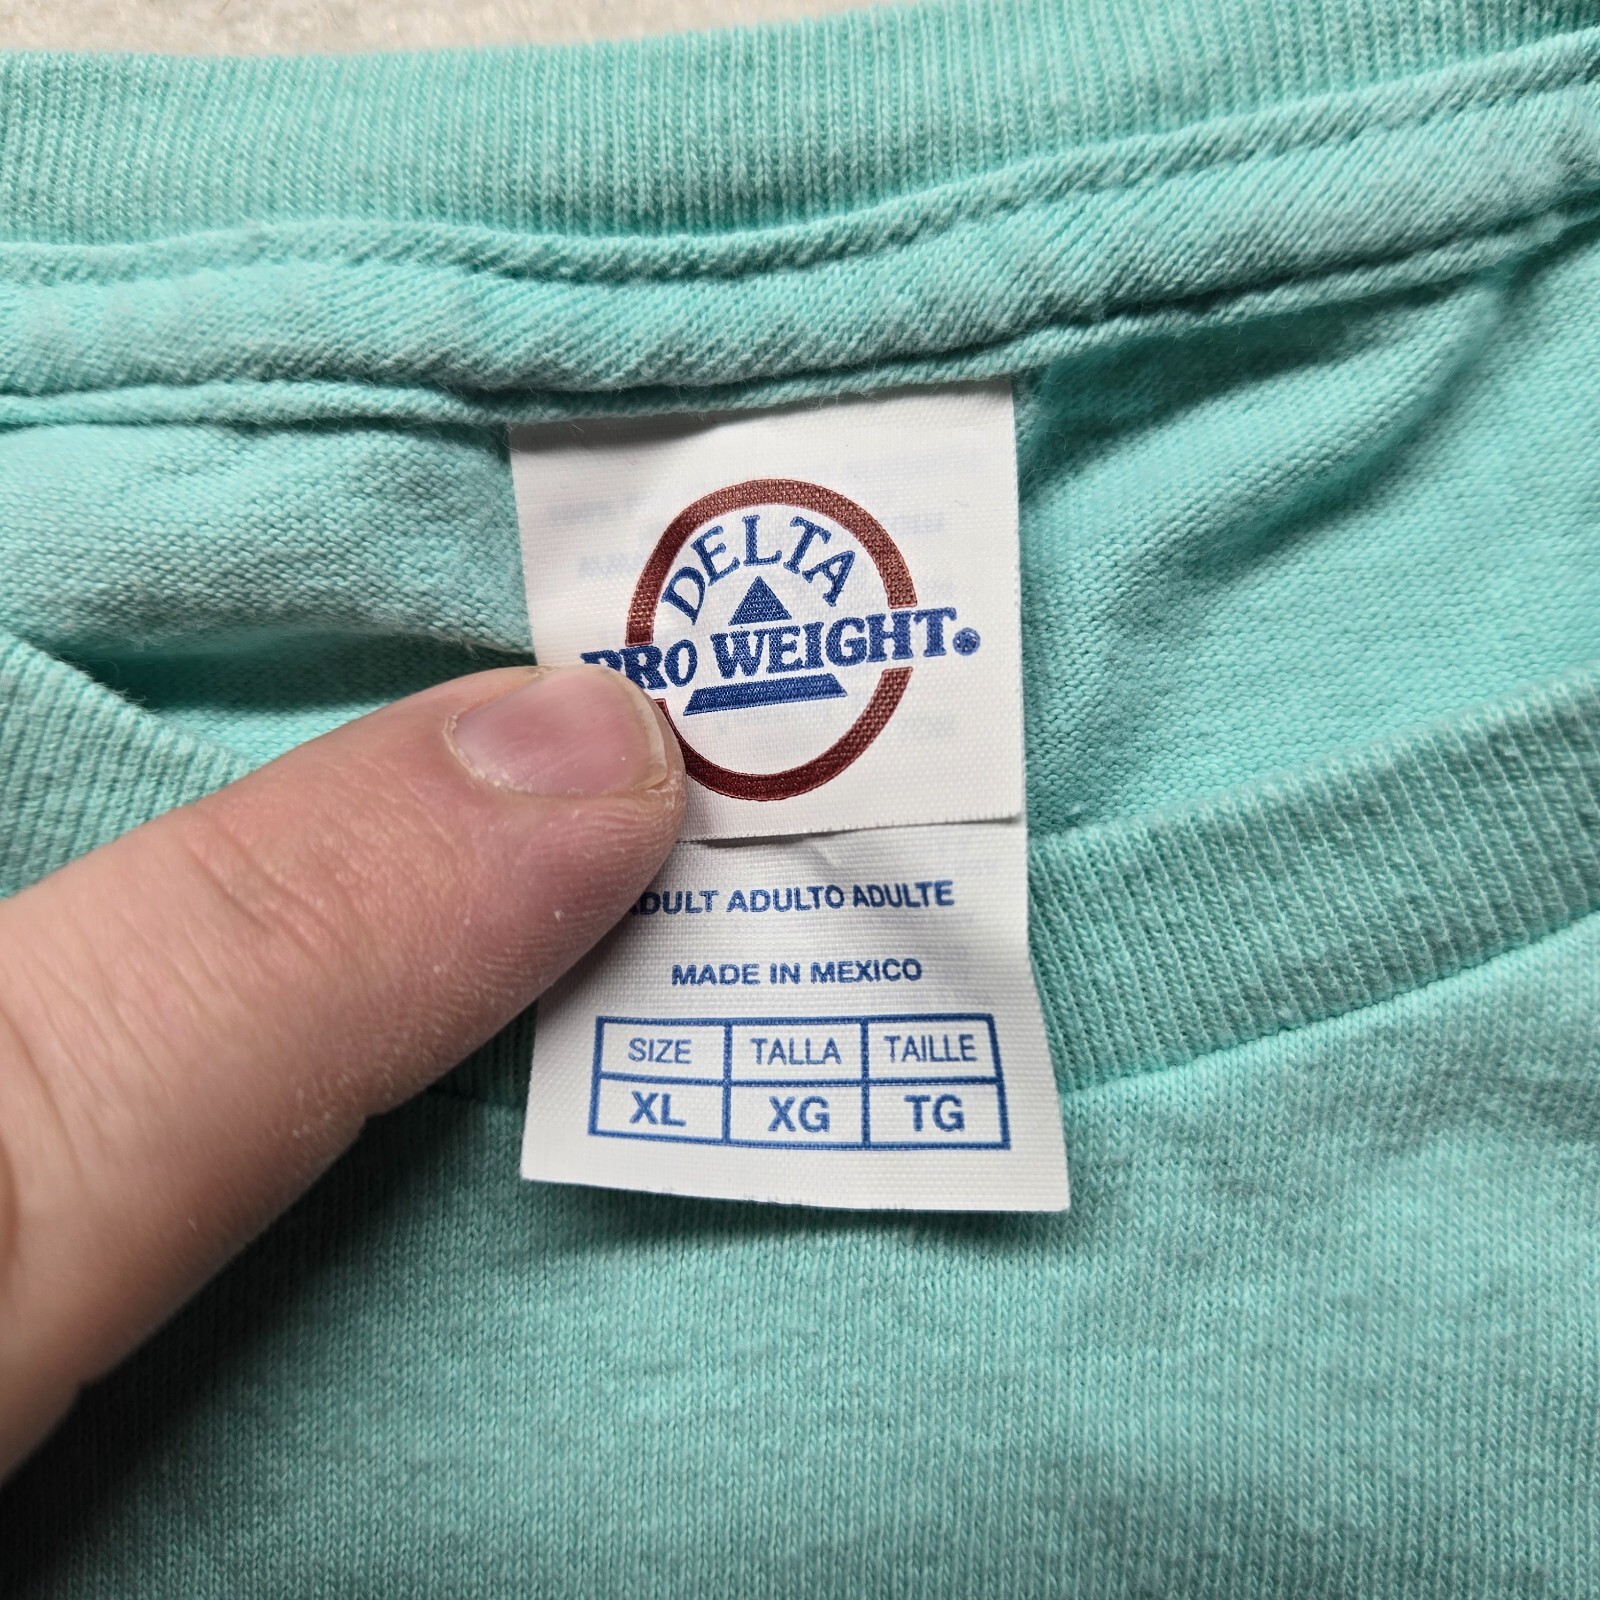 DELTA
PRO WEIGHT®
ADULT ADULTO ADULTE
MADE IN MEXICO
SIZE TALLA TAILLE
XL XG TG